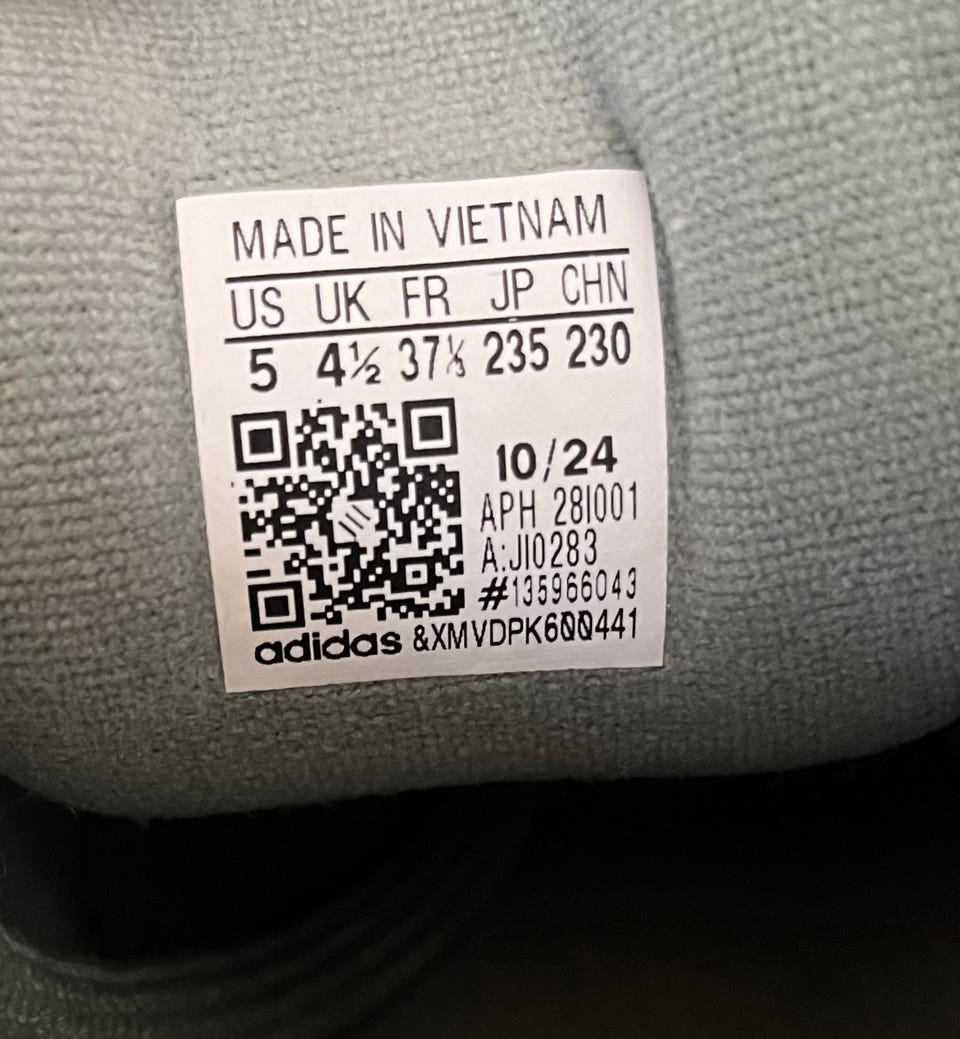 MADE IN VIETNAM
US UK FR JP CHN
5 4½ 37⅓ 235 230
10/24
APH 28I001
A:JI0283
#135966043
adidas &XMVDPK600441